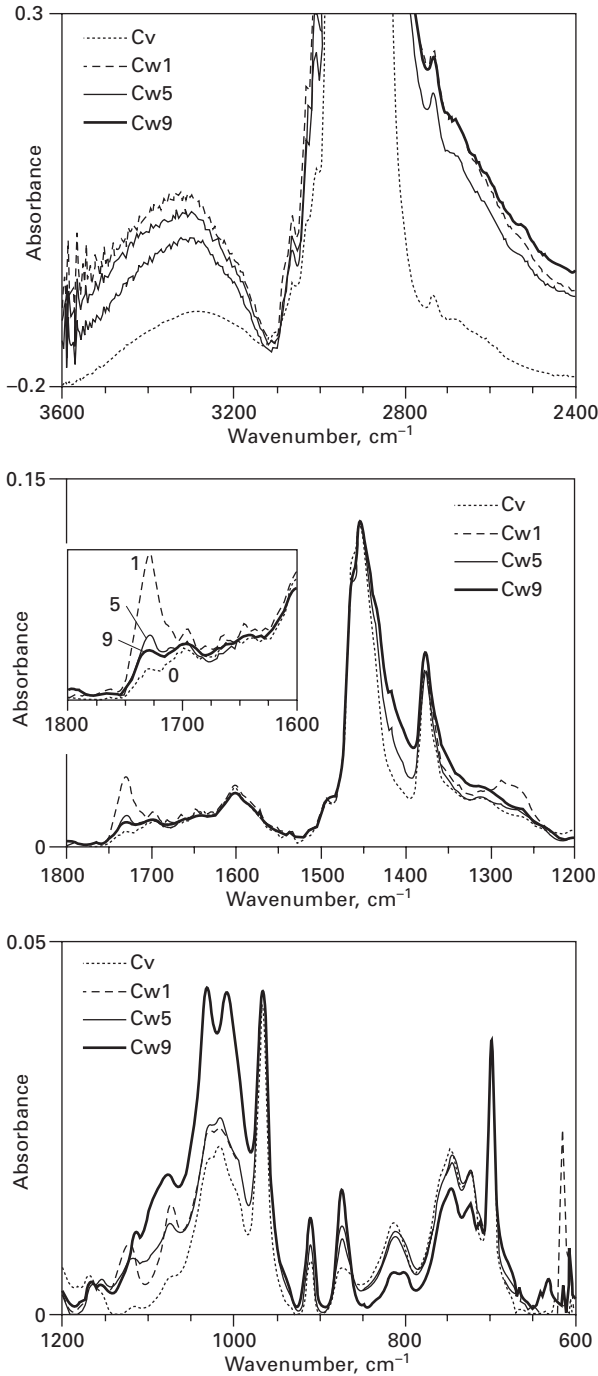 0.3
Cv
Cw1
Cw5
Cw9
Absorbance
–0.2
3600 3200 2800 2400
Wavenumber, cm–1
0.15
Cv
Cw1
Cw5
Cw9
1
5
9
0
1800 1700 1600
Absorbance
0
1800 1700 1600 1500 1400 1300 1200
Wavenumber, cm–1
0.05
Cv
Cw1
Cw5
Cw9
Absorbance
0
1200 1000 800 600
Wavenumber, cm–1